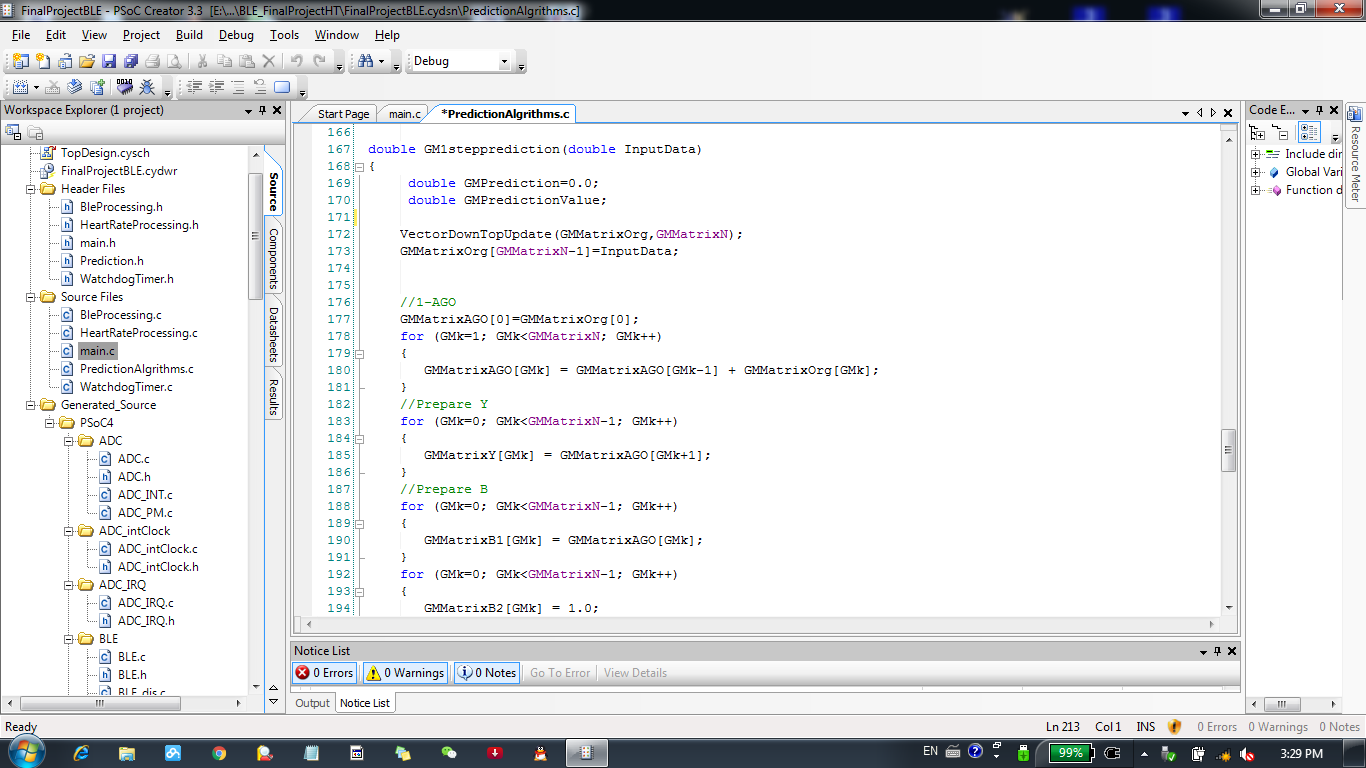 FinalProjectBLE - PSoC Creator 3.3 [E:\...\BLE_FinalProjectHT\FinalProjectBLE.cydsn\PredictionAlgrithms.c]
File Edit View Project Build Debug Tools Window Help
Debug
Workspace Explorer (1 project)
TopDesign.cysch
FinalProjectBLE.cydwr
Header Files
BleProcessing.h
HeartRateProcessing.h
main.h
Prediction.h
WatchdogTimer.h
Source Files
BleProcessing.c
HeartRateProcessing.c
main.c
PredictionAlgrithms.c
WatchdogTimer.c
Generated_Source
PSoC4
ADC
ADC.c
ADC.h
ADC_INT.c
ADC_PM.c
ADC_intClock
ADC_intClock.c
ADC_intClock.h
ADC_IRQ
ADC_IRQ.c
ADC_IRQ.h
BLE
BLE.c
BLE.h
BLE_dis.c
Source
Components
Datasheets
Results
Start Page main.c *PredictionAlgrithms.c
166
167 double GM1stepprediction(double InputData)
168 {
169 double GMPrediction=0.0;
170 double GMPredictionValue;
171
172 VectorDownTopUpdate(GMMatrixOrg,GMMatrixN);
173 GMMatrixOrg[GMMatrixN-1]=InputData;
174
175
176 //1-AGO
177 GMMatrixAGO[0]=GMMatrixOrg[0];
178 for (GMk=1; GMk<GMMatrixN; GMk++)
179 {
180 GMMatrixAGO[GMk] = GMMatrixAGO[GMk-1] + GMMatrixOrg[GMk];
181 }
182 //Prepare Y
183 for (GMk=0; GMk<GMMatrixN-1; GMk++)
184 {
185 GMMatrixY[GMk] = GMMatrixAGO[GMk+1];
186 }
187 //Prepare B
188 for (GMk=0; GMk<GMMatrixN-1; GMk++)
189 {
190 GMMatrixB1[GMk] = GMMatrixAGO[GMk];
191 }
192 for (GMk=0; GMk<GMMatrixN-1; GMk++)
193 {
194 GMMatrixB2[GMk] = 1.0;
Code E...
Include dir
Global Vari
Function d
Resource Meter
Notice List
0 Errors 0 Warnings 0 Notes Go To Error View Details
Output Notice List
Ready Ln 213 Col 1 INS 0 Errors 0 Warnings 0 Notes
EN 99% 3:29 PM